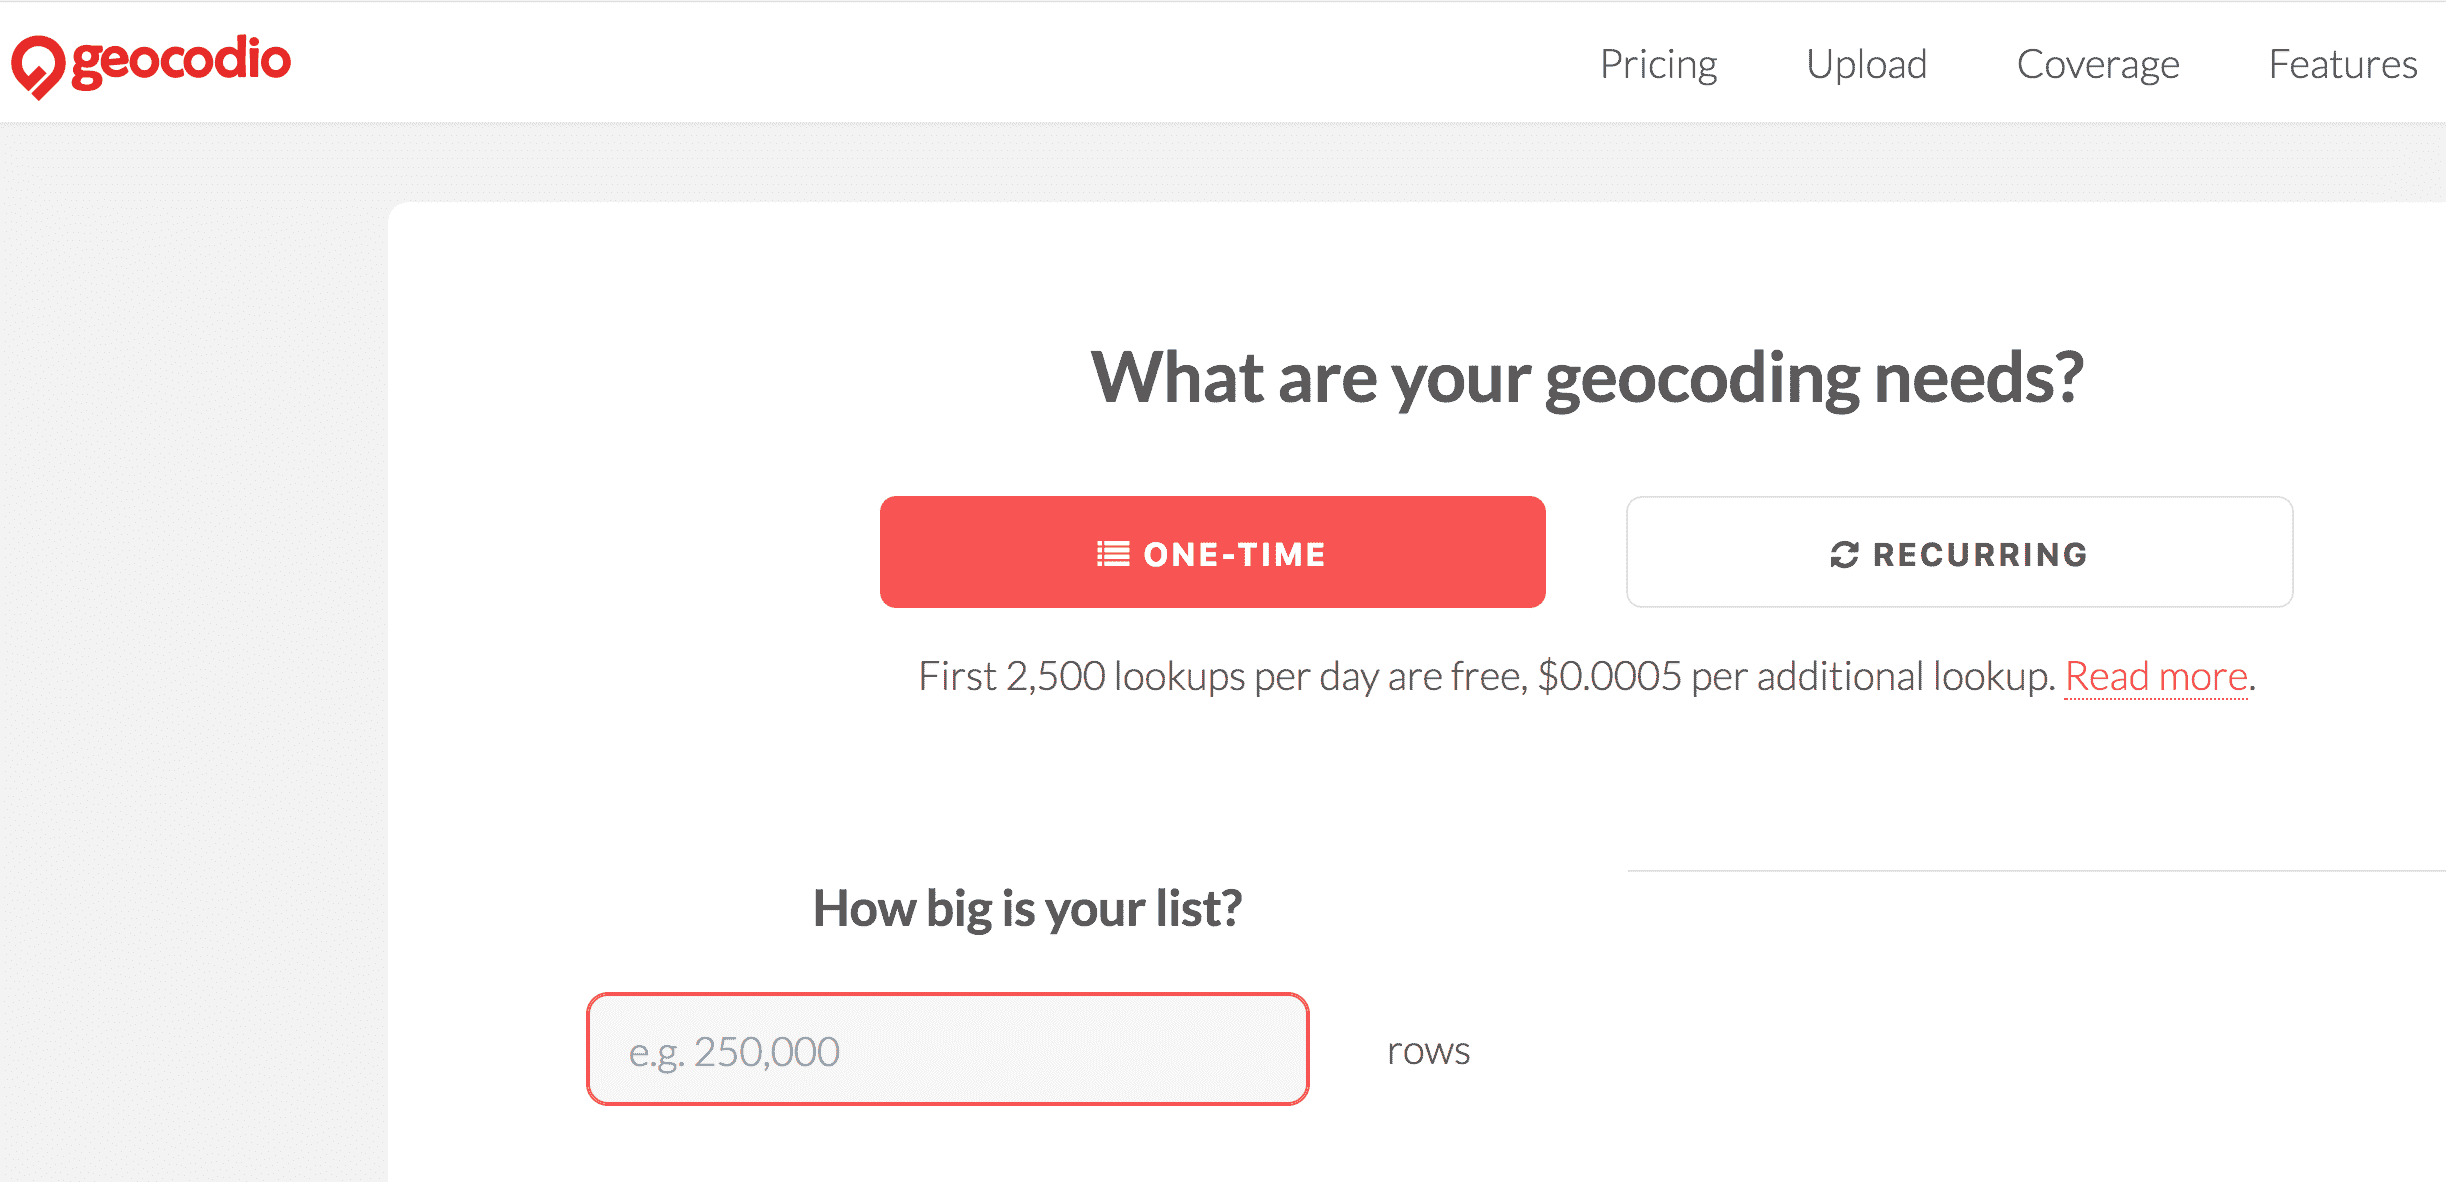 geocodio
Pricing Upload Coverage Features
What are your geocoding needs?
ONE-TIME RECURRING
First 2,500 lookups per day are free, $0.0005 per additional lookup. Read more.
How big is your list?
e.g. 250,000 rows